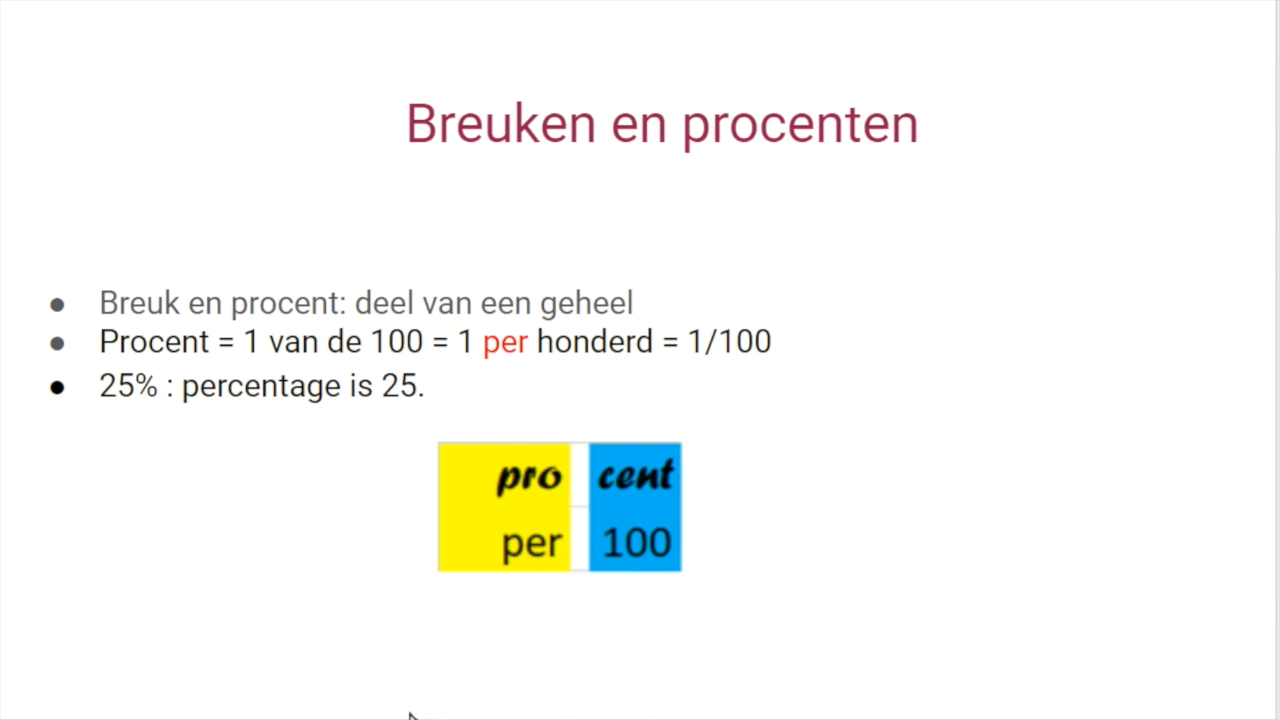 Breuken en procenten
● Breuk en procent: deel van een geheel
● Procent = 1 van de 100 = 1 per honderd = 1/100
● 25% : percentage is 25.
pro cent
per 100